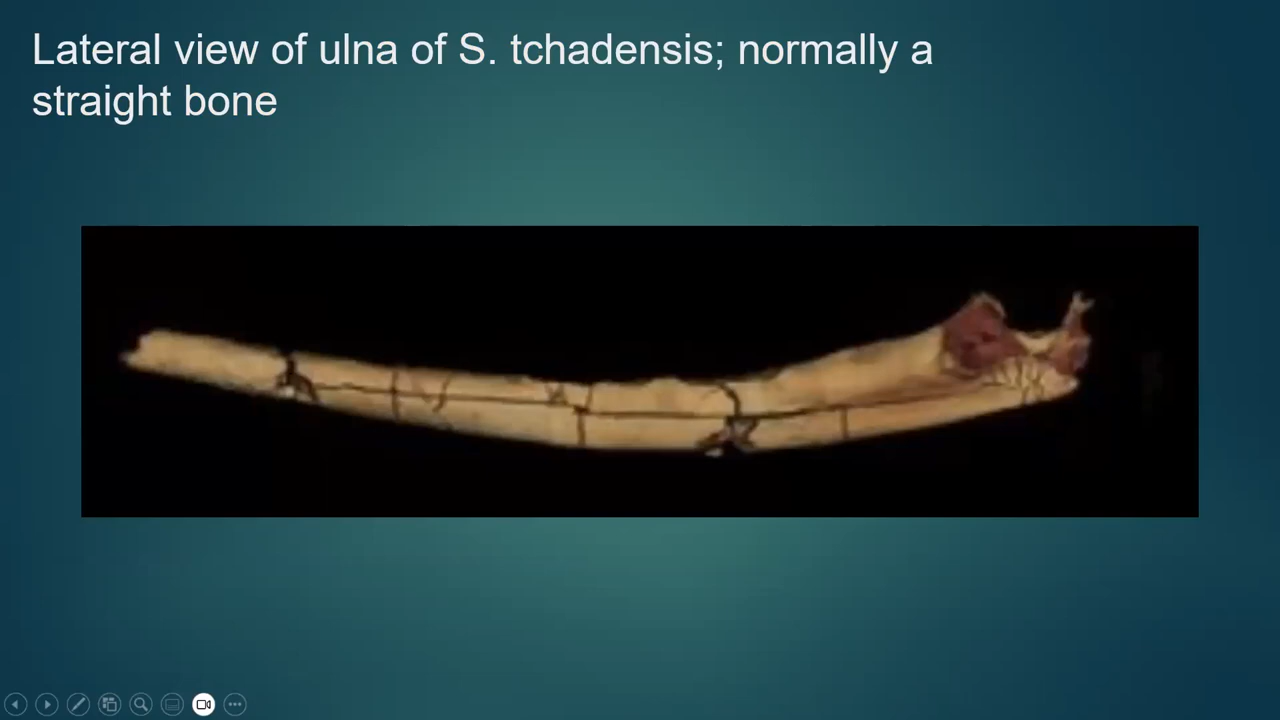 Lateral view of ulna of S. tchadensis; normally a
straight bone